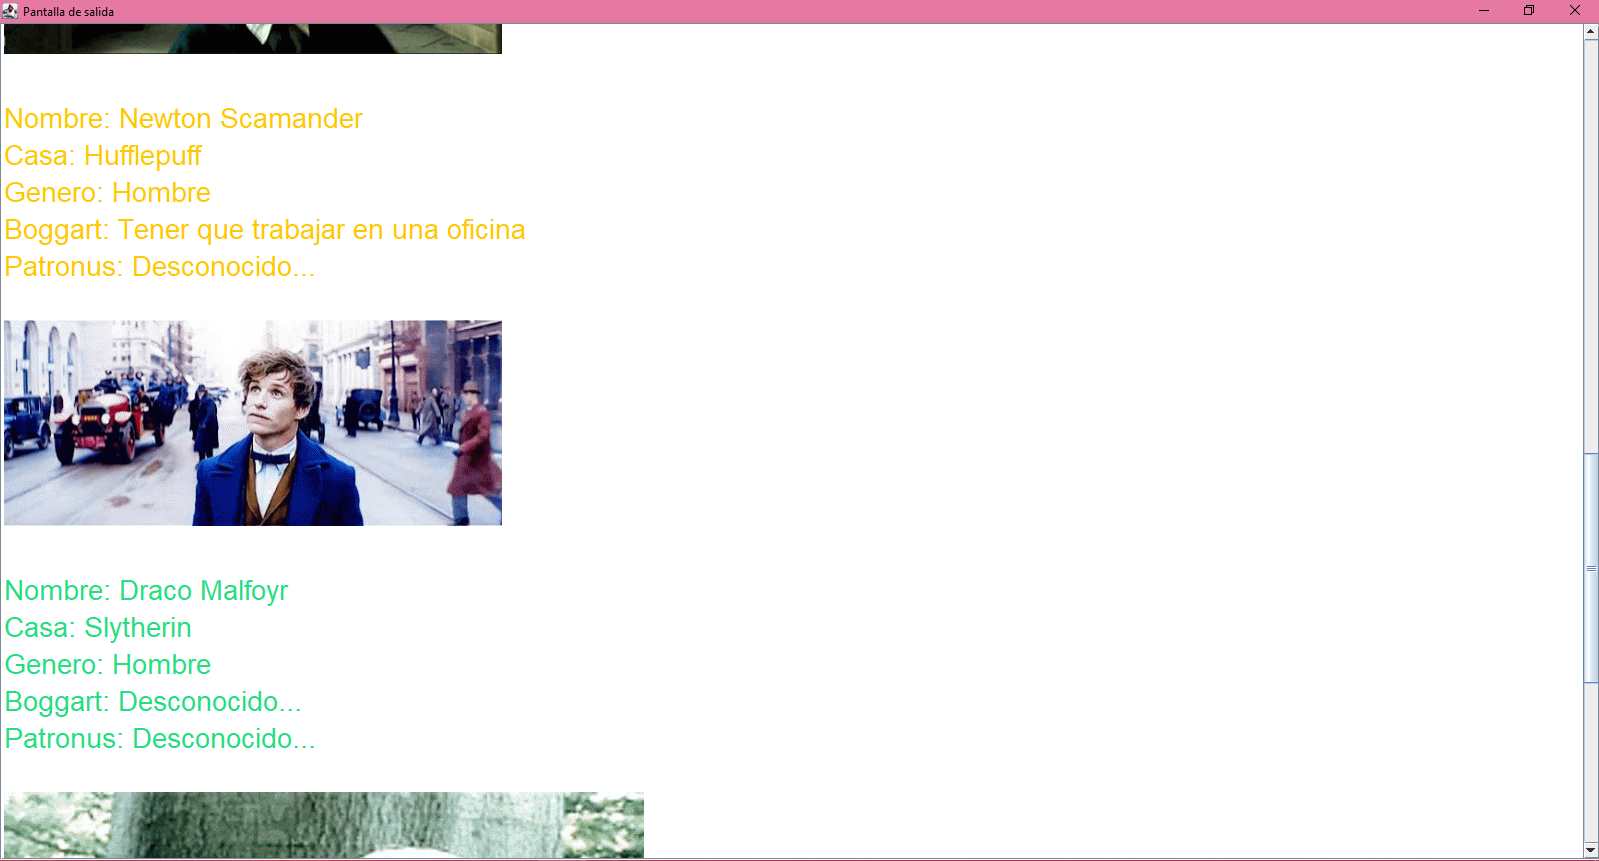 Pantalla de salida
Nombre: Newton Scamander
Casa: Hufflepuff
Genero: Hombre
Boggart: Tener que trabajar en una oficina
Patronus: Desconocido...
Nombre: Draco Malfoyr
Casa: Slytherin
Genero: Hombre
Boggart: Desconocido...
Patronus: Desconocido...